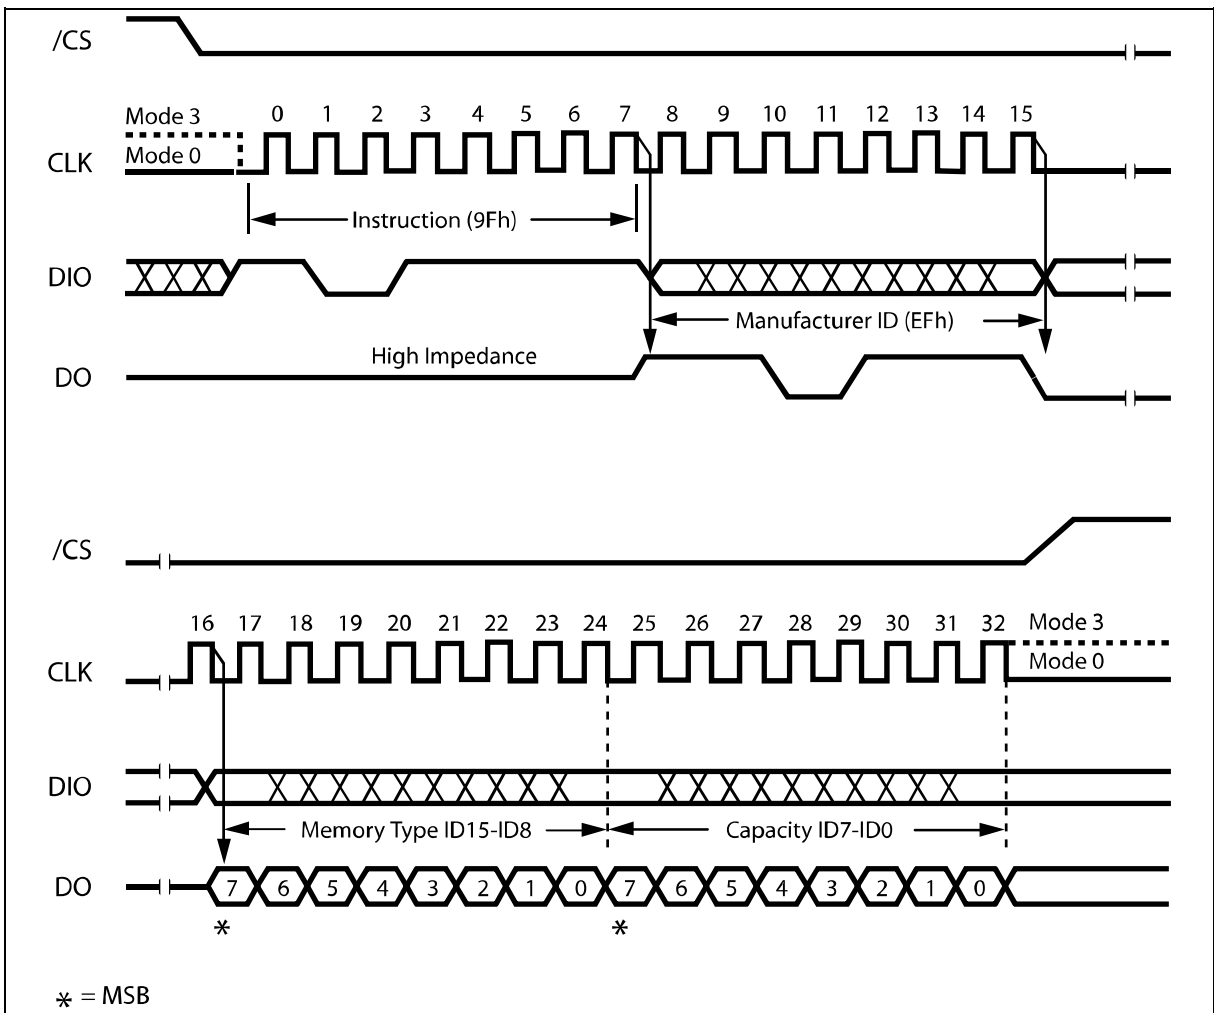 /CS
Mode 3
0 1 2 3 4 5 6 7 8 9 10 11 12 13 14 15
Mode 0
CLK
Instruction (9Fh)
DIO
Manufacturer ID (EFh)
High Impedance
DO
/CS
16 17 18 19 20 21 22 23 24 25 26 27 28 29 30 31 32 Mode 3
Mode 0
CLK
DIO
Memory Type ID15-ID8 Capacity ID7-ID0
DO 7 6 5 4 3 2 1 0 7 6 5 4 3 2 1 0
* *
* = MSB